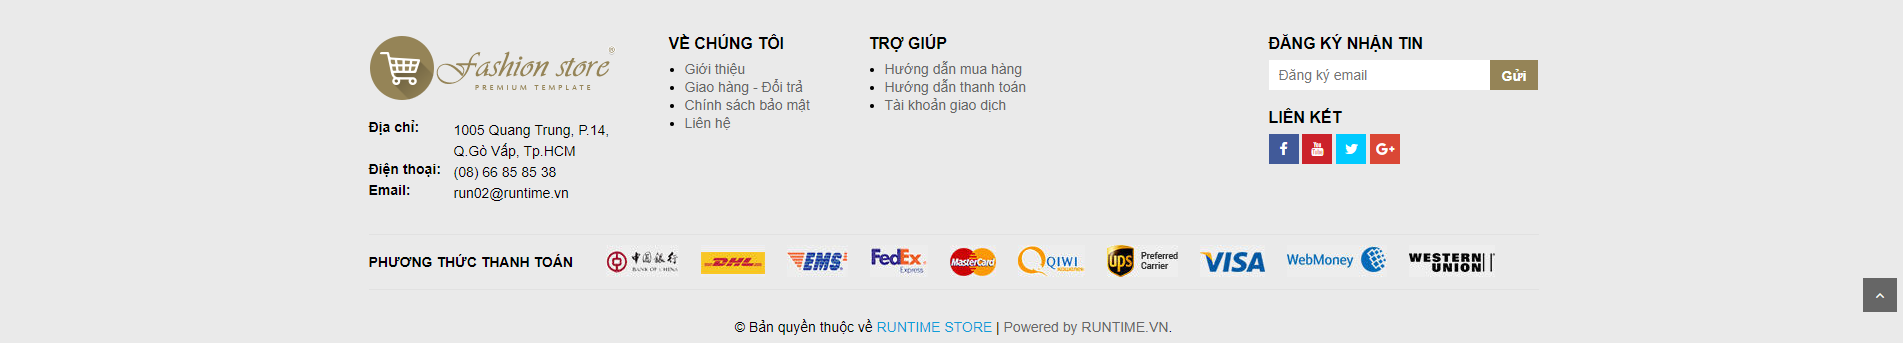 Fashion store ®
PREMIUM TEMPLATE
Địa chỉ: 1005 Quang Trung, P.14,
Q.Gò Vấp, Tp.HCM
Điện thoại: (08) 66 85 85 38
Email: run02@runtime.vn
VỀ CHÚNG TÔI
Giới thiệu
Giao hàng - Đổi trả
Chính sách bảo mật
Liên hệ
TRỢ GIÚP
Hướng dẫn mua hàng
Hướng dẫn thanh toán
Tài khoản giao dịch
ĐĂNG KÝ NHẬN TIN
Đăng ký email Gửi
LIÊN KẾT
f You Tube G+
PHƯƠNG THỨC THANH TOÁN
中国银行
BANK OF CHINA
DHL
EMS
FedEx
Express
MasterCard
QIWI
ups Preferred
Carrier
VISA
WebMoney
WESTERN
UNION
© Bản quyền thuộc về RUNTIME STORE | Powered by RUNTIME.VN.